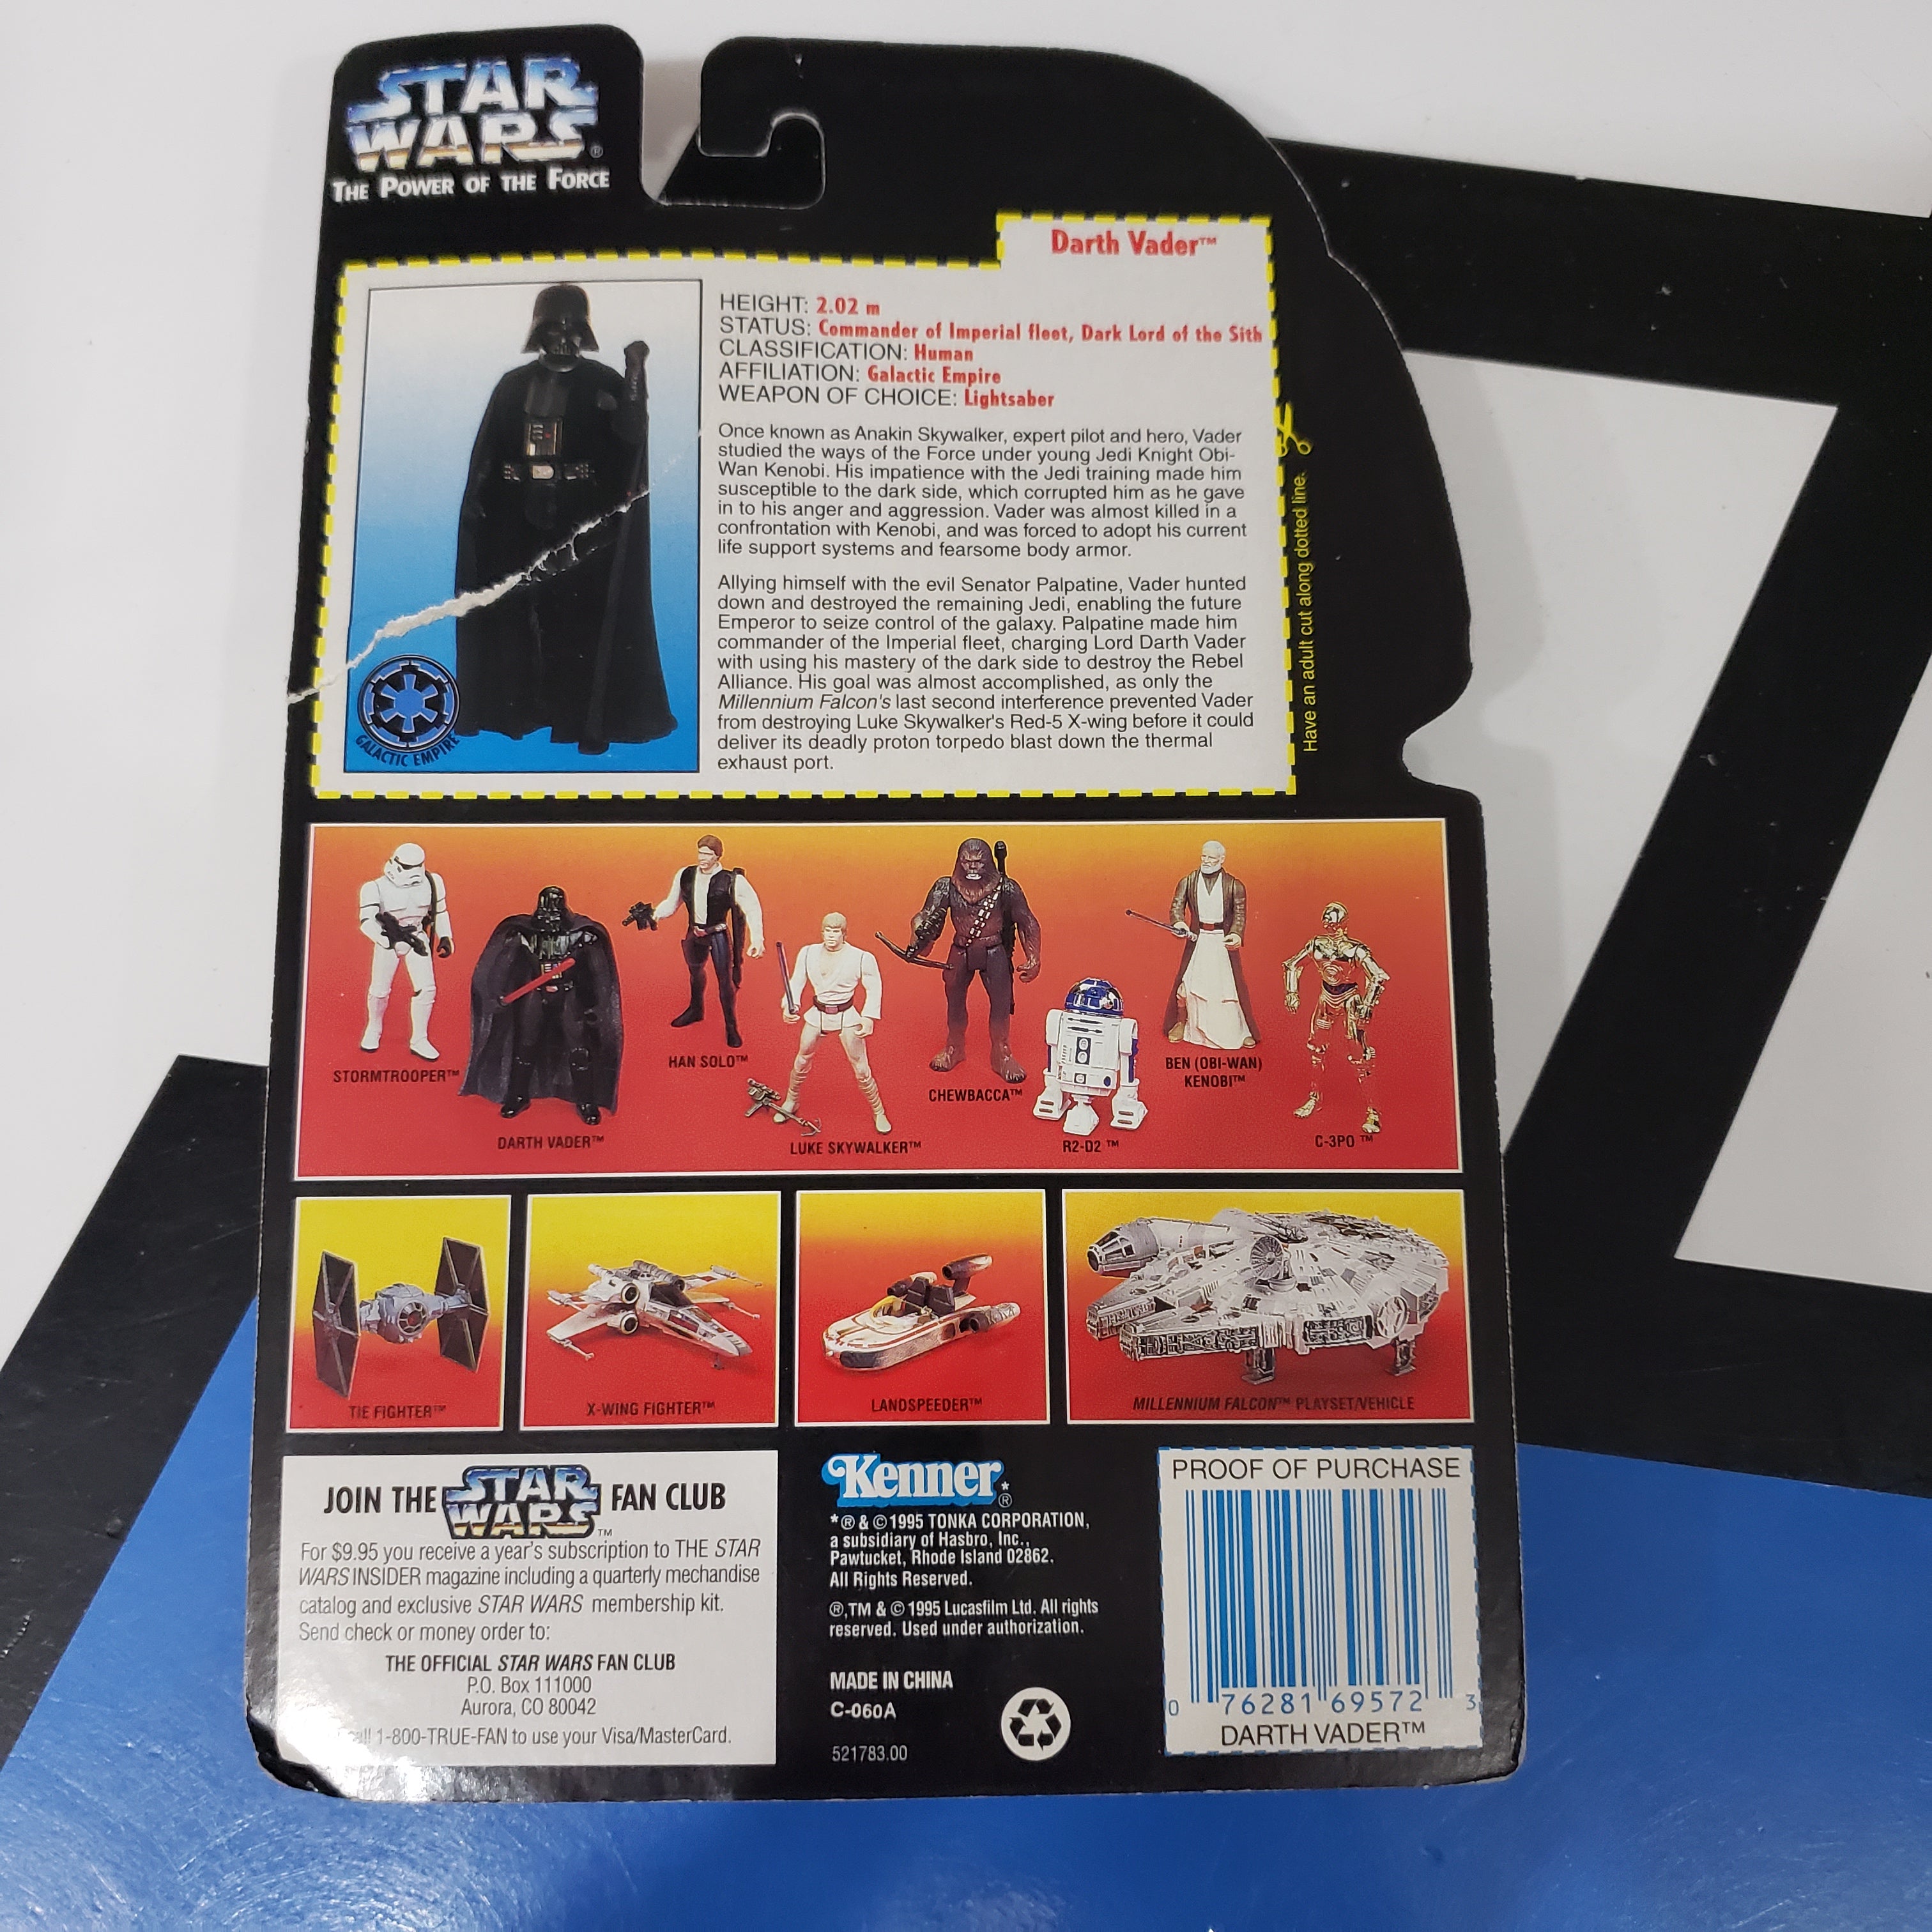 STAR
WARS®
THE POWER OF THE FORCE
Darth Vader™
HEIGHT: 2.02 m
STATUS: Commander of Imperial fleet, Dark Lord of the Sith
CLASSIFICATION: Human
AFFILIATION: Galactic Empire
WEAPON OF CHOICE: Lightsaber
Once known as Anakin Skywalker, expert pilot and hero, Vader
studied the ways of the Force under young Jedi Knight Obi-
Wan Kenobi. His impatience with the Jedi training made him
susceptible to the dark side, which corrupted him as he gave
in to his anger and aggression. Vader was almost killed in a
confrontation with Kenobi, and was forced to adopt his current
life support systems and fearsome body armor.
Allying himself with the evil Senator Palpatine, Vader hunted
down and destroyed the remaining Jedi, enabling the future
Emperor to seize control of the galaxy. Palpatine made him
commander of the Imperial fleet, charging Lord Darth Vader
with using his mastery of the dark side to destroy the Rebel
Alliance. His goal was almost accomplished, as only the
Millennium Falcon's last second interference prevented Vader
from destroying Luke Skywalker's Red-5 X-wing before it could
deliver its deadly proton torpedo blast down the thermal
exhaust port.
GALACTIC EMPIRE
Have an adult cut along dotted line.
STORMTROOPER™
DARTH VADER™
HAN SOLO™
LUKE SKYWALKER™
CHEWBACCA™
R2-D2 ™
BEN (OBI-WAN)
KENOBI™
C-3PO ™
TIE FIGHTER™
X-WING FIGHTER™
LANDSPEEDER™
MILLENNIUM FALCON™ PLAYSET/VEHICLE
JOIN THE STAR WARS™ FAN CLUB
For $9.95 you receive a year's subscription to THE STAR
WARS INSIDER magazine including a quarterly mechandise
catalog and exclusive STAR WARS membership kit.
Send check or money order to:
THE OFFICIAL STAR WARS FAN CLUB
P.O. Box 111000
Aurora, CO 80042
Call 1-800-TRUE-FAN to use your Visa/MasterCard.
Kenner*®
*® & © 1995 TONKA CORPORATION,
a subsidiary of Hasbro, Inc.,
Pawtucket, Rhode Island 02862.
All Rights Reserved.
®,TM & © 1995 Lucasfilm Ltd. All rights
reserved. Used under authorization.
MADE IN CHINA
C-060A
521783.00
PROOF OF PURCHASE
0 76281 69572 3
DARTH VADER™